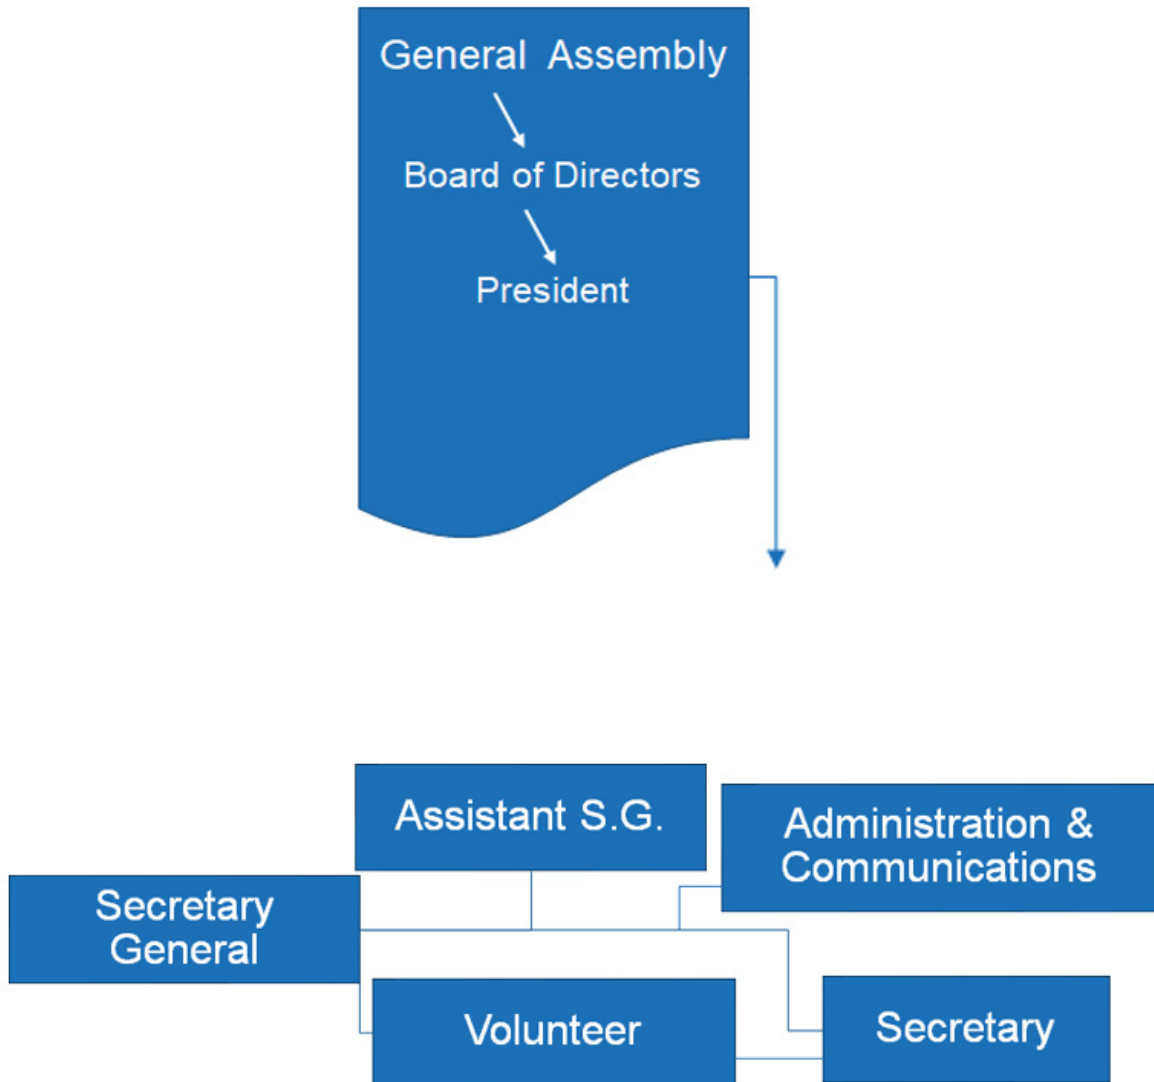 General Assembly
Board of Directors
President
Assistant S.G.
Administration &
Communications
Secretary
General
Volunteer
Secretary